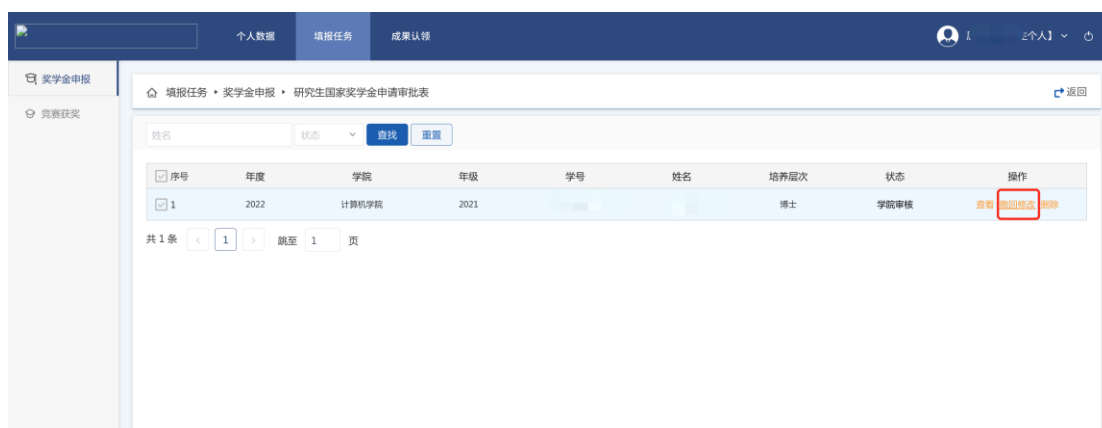 个人数据 填报任务 成果认领 个人】
奖学金申报
竞赛获奖
填报任务 ▸ 奖学金申报 ▸ 研究生国家奖学金申请审批表 返回
姓名 状态 查找 重置
序号 年度 学院 年级 学号 姓名 培养层次 状态 操作
1 2022 计算机学院 2021 博士 学院审核 查看 撤回修改 删除
共 1 条 < 1 > 跳至 1 页